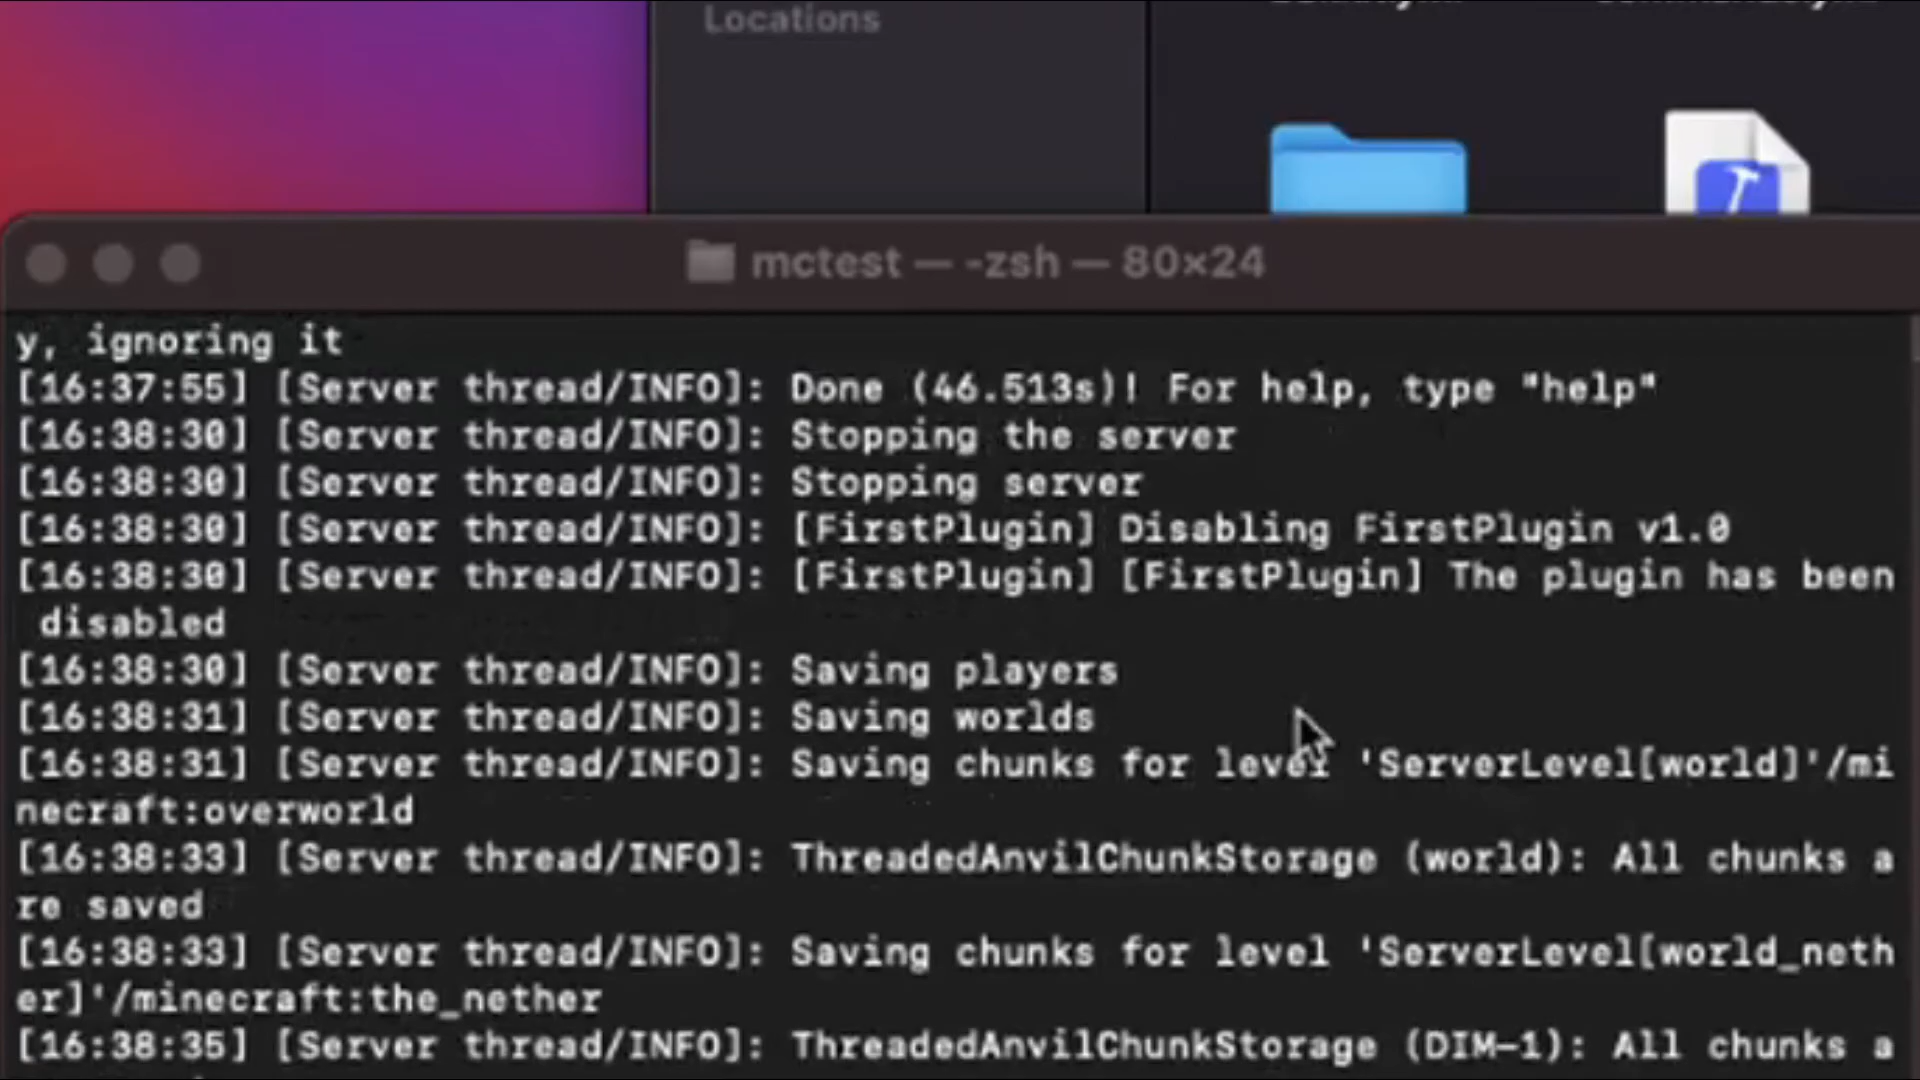 Locations
mctest — -zsh — 80×24
y, ignoring it
[16:37:55] [Server thread/INFO]: Done (46.513s)! For help, type "help"
[16:38:30] [Server thread/INFO]: Stopping the server
[16:38:30] [Server thread/INFO]: Stopping server
[16:38:30] [Server thread/INFO]: [FirstPlugin] Disabling FirstPlugin v1.0
[16:38:30] [Server thread/INFO]: [FirstPlugin] [FirstPlugin] The plugin has been
 disabled
[16:38:30] [Server thread/INFO]: Saving players
[16:38:31] [Server thread/INFO]: Saving worlds
[16:38:31] [Server thread/INFO]: Saving chunks for level 'ServerLevel[world]'/mi
necraft:overworld
[16:38:33] [Server thread/INFO]: ThreadedAnvilChunkStorage (world): All chunks a
re saved
[16:38:33] [Server thread/INFO]: Saving chunks for level 'ServerLevel[world_neth
er]'/minecraft:the_nether
[16:38:35] [Server thread/INFO]: ThreadedAnvilChunkStorage (DIM-1): All chunks a